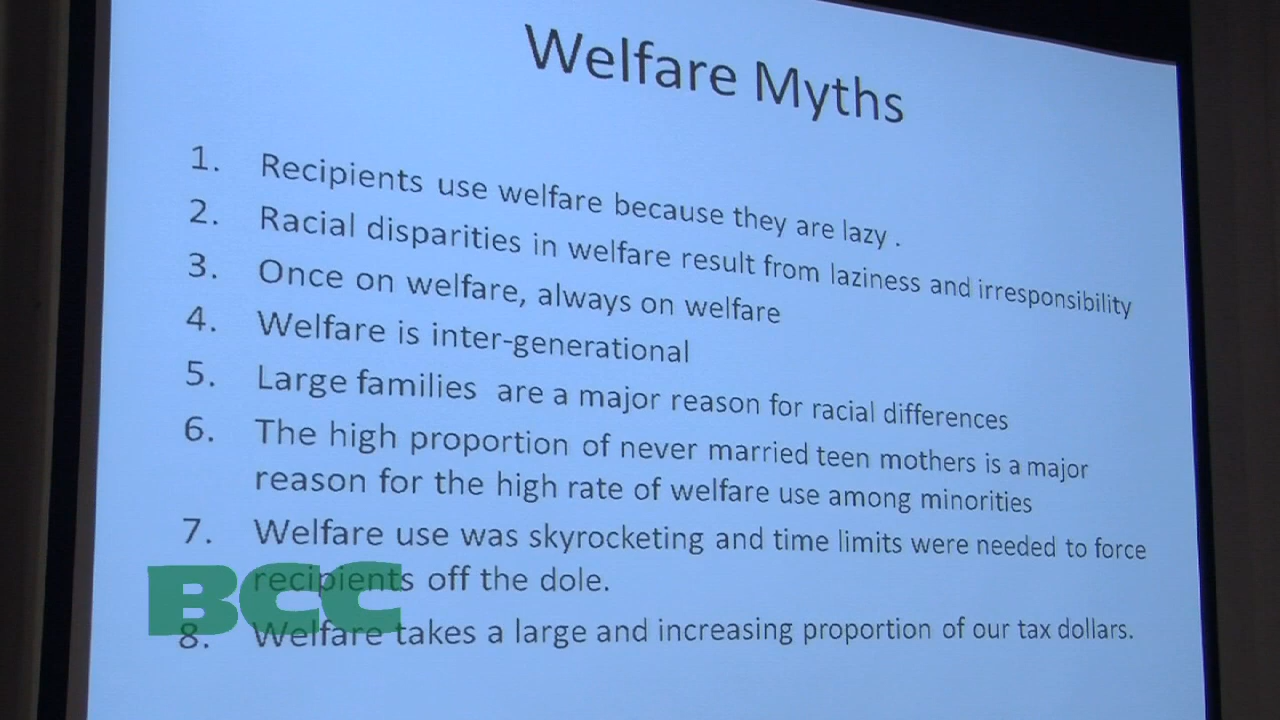 Welfare Myths
1. Recipients use welfare because they are lazy .
2. Racial disparities in welfare result from laziness and irresponsibility
3. Once on welfare, always on welfare
4. Welfare is inter-generational
5. Large families are a major reason for racial differences
6. The high proportion of never married teen mothers is a major
reason for the high rate of welfare use among minorities
7. Welfare use was skyrocketing and time limits were needed to force
recipients off the dole.
8. Welfare takes a large and increasing proportion of our tax dollars.
BCC